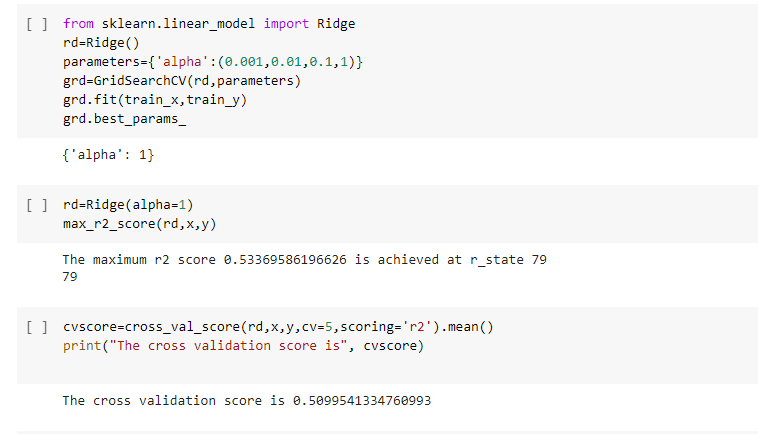 [ ] from sklearn.linear_model import Ridge
rd=Ridge()
parameters={'alpha':(0.001,0.01,0.1,1)}
grd=GridSearchCV(rd,parameters)
grd.fit(train_x,train_y)
grd.best_params_
{'alpha': 1}
[ ] rd=Ridge(alpha=1)
max_r2_score(rd,x,y)
The maximum r2 score 0.53369586196626 is achieved at r_state 79
79
[ ] cvscore=cross_val_score(rd,x,y,cv=5,scoring='r2').mean()
print("The cross validation score is", cvscore)
The cross validation score is 0.5099541334760993